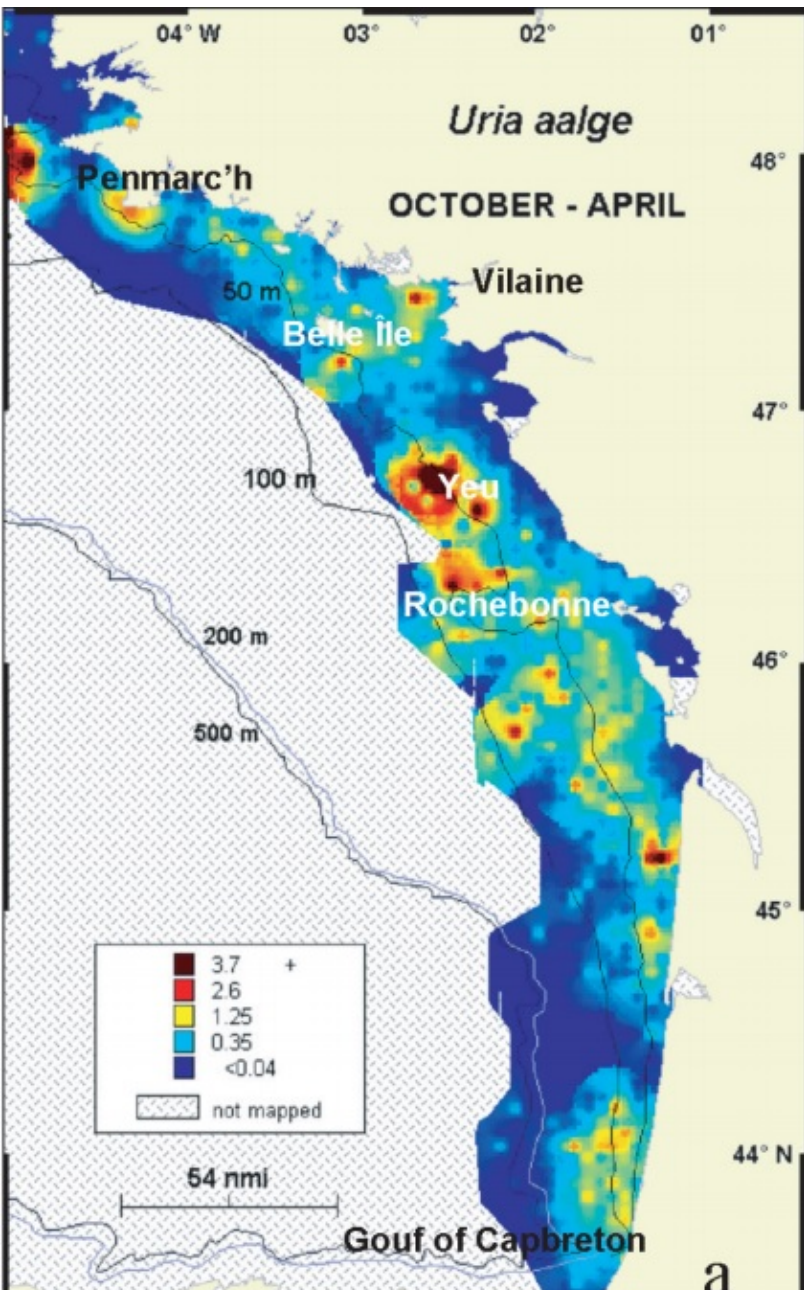 04° W 03° 02° 01°
Uria aalge
48°
Penmarc'h
OCTOBER - APRIL
Vilaine
50 m
Belle Île
47°
100 m
Yeu
Rochebonne
200 m
46°
500 m
45°
3.7 +
2.6
1.25
0.35
<0.04
not mapped
44° N
54 nmi
Gouf of Capbreton
a